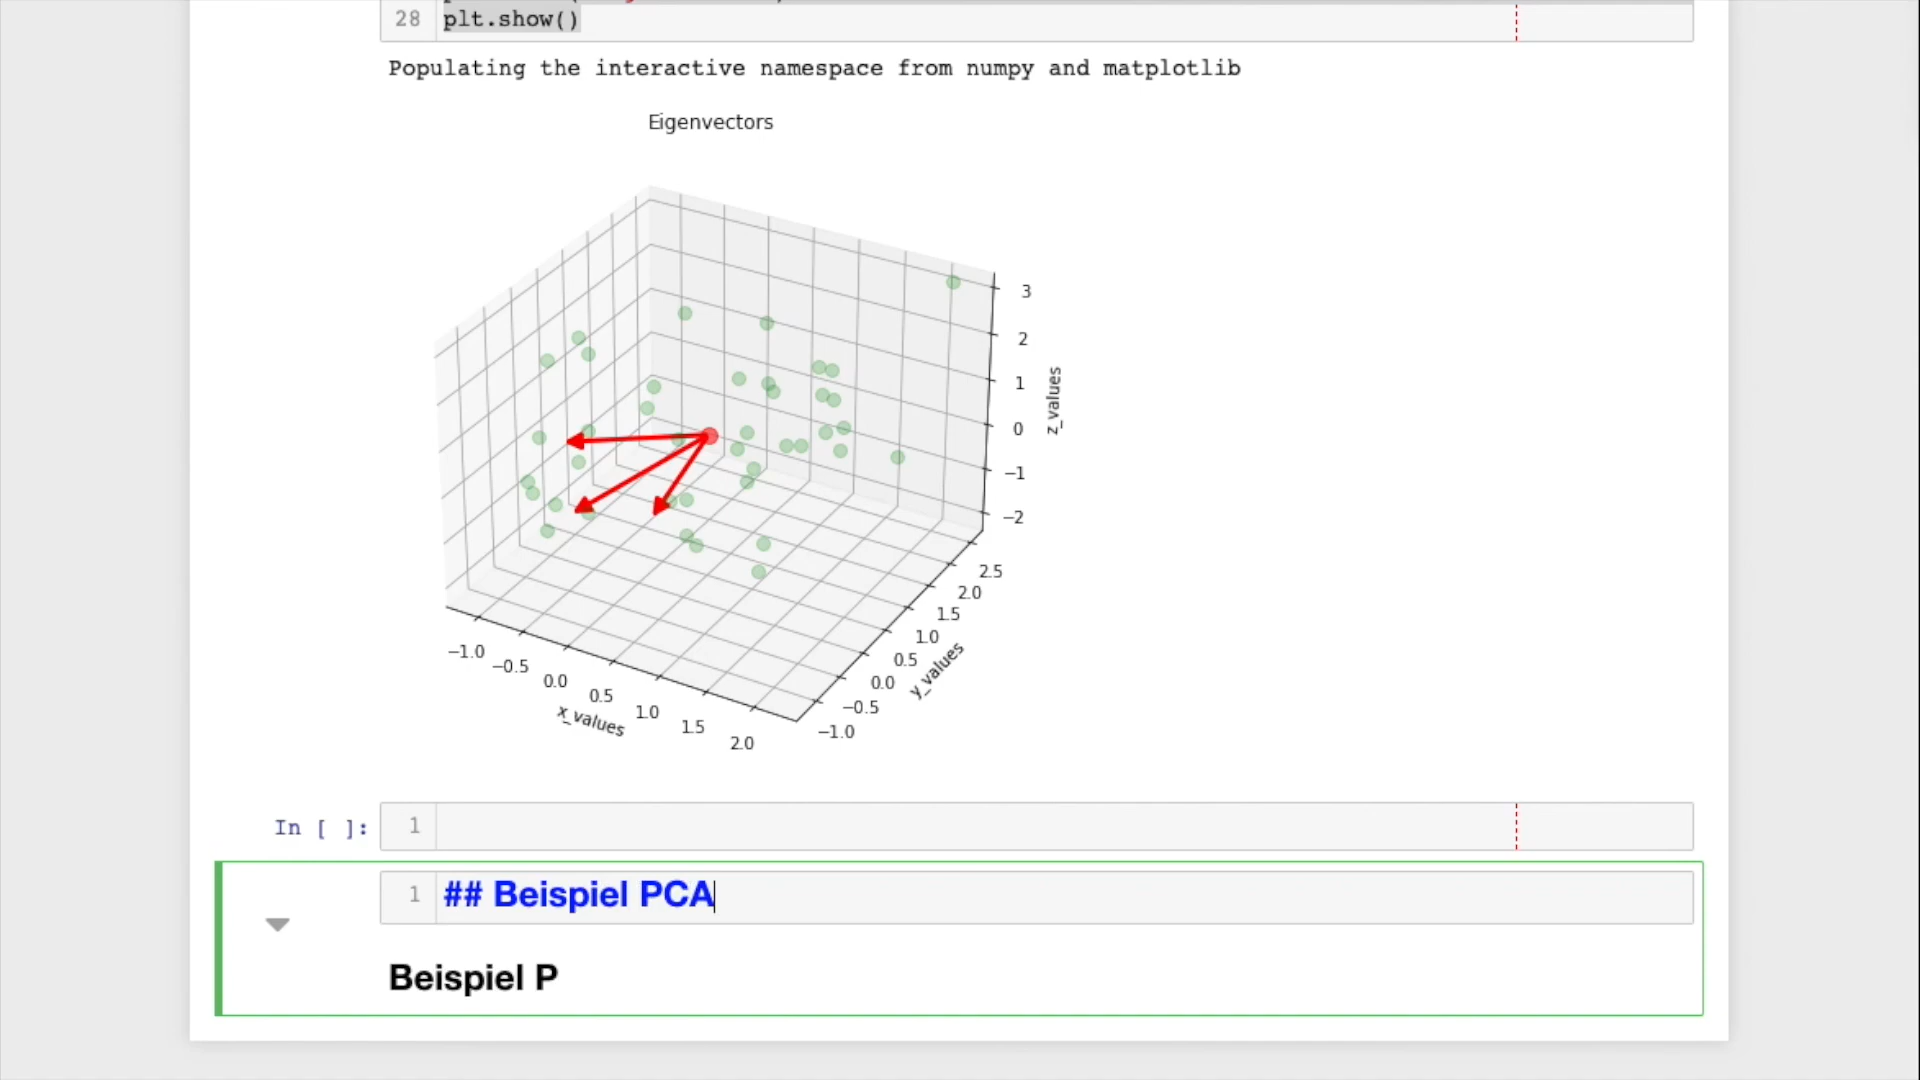 28 plt.show()
Populating the interactive namespace from numpy and matplotlib
Eigenvectors
3
2
1
0
−1
−2
z_values
2.5
2.0
1.5
1.0
0.5
0.0
−0.5
−1.0
y_values
−1.0
−0.5
0.0
0.5
1.0
1.5
2.0
x_values
In [ ]: 1
1 ## Beispiel PCA
Beispiel P